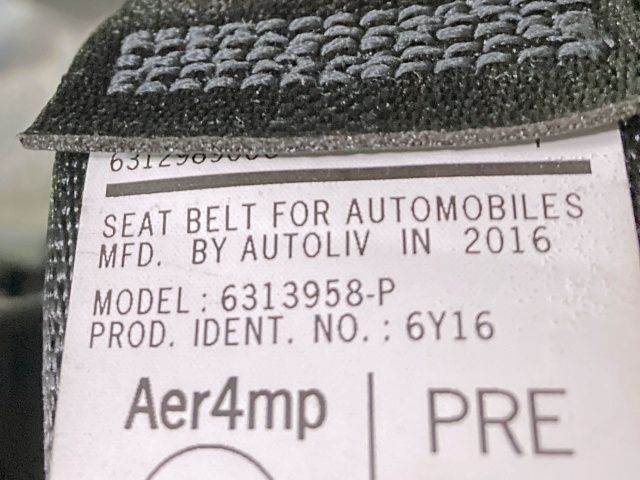 SEAT BELT FOR AUTOMOBILES
MFD. BY AUTOLIV IN 2016
MODEL: 6313958-P
PROD. IDENT. NO.: 6Y16
Aer4mp
PRE